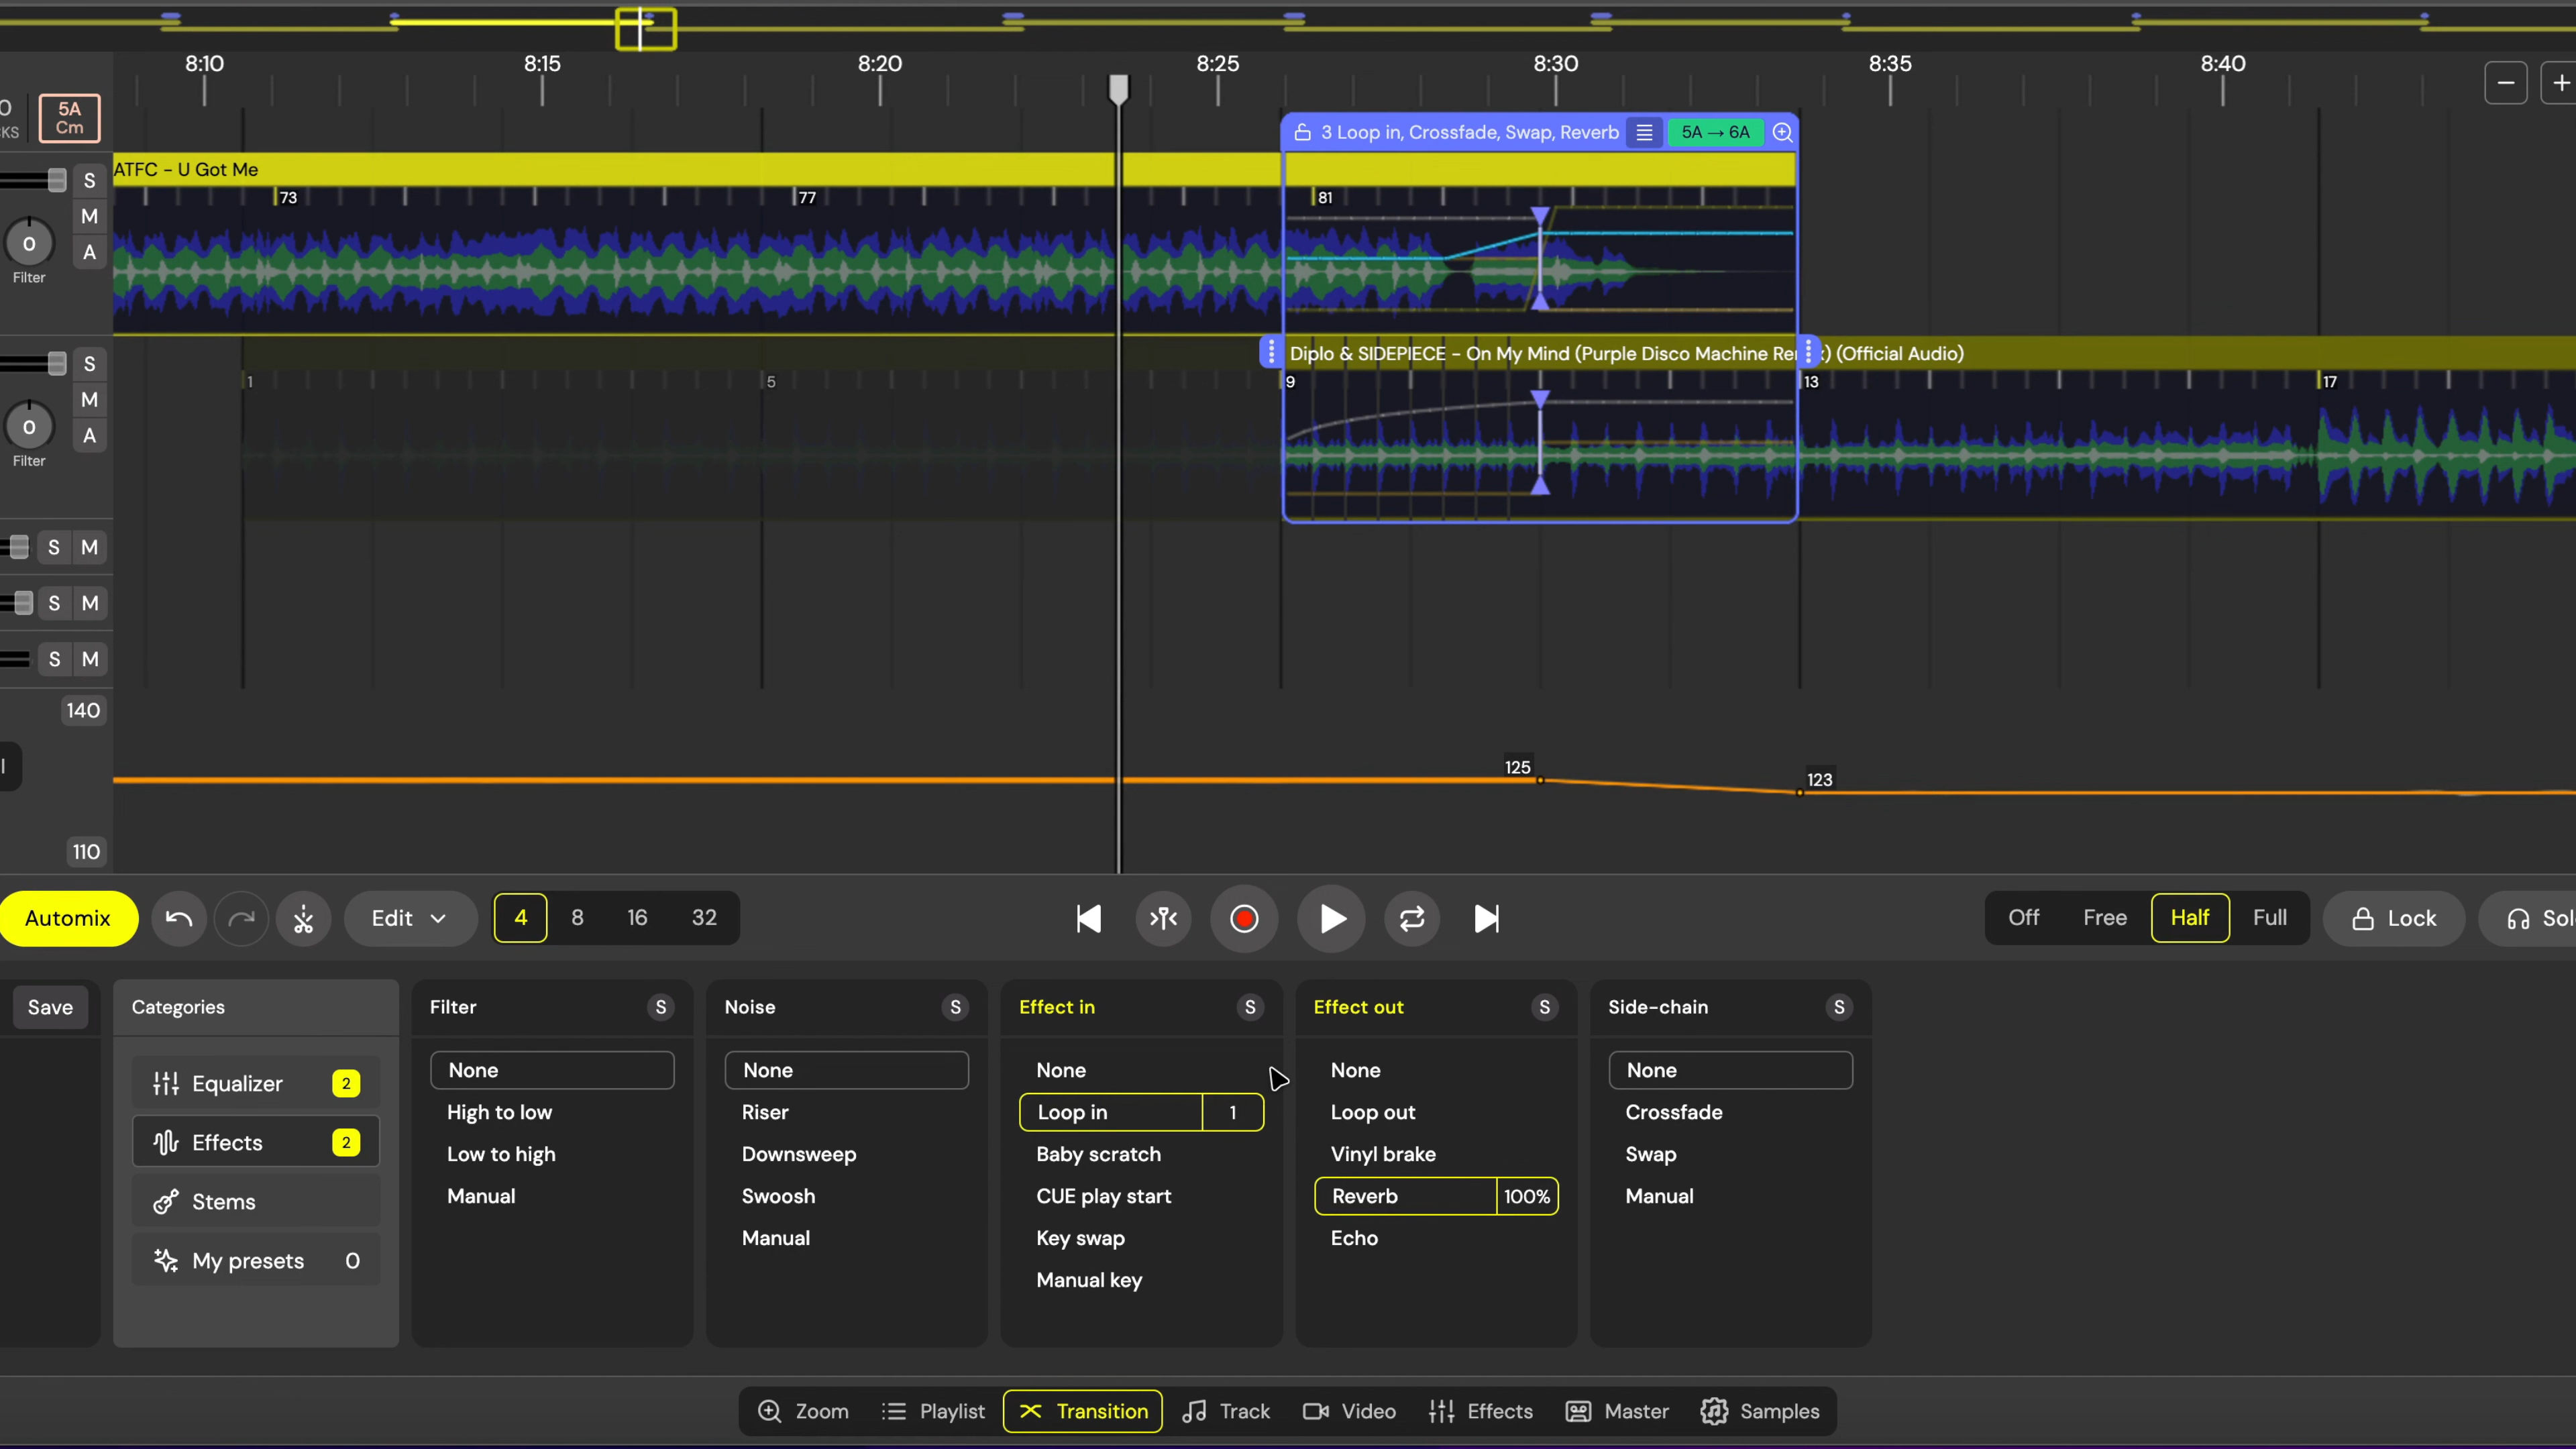 8:10 8:15 8:20 8:25 8:30 8:35 8:40
5A
Cm
3 Loop in, Crossfade, Swap, Reverb 5A → 6A
ATFC - U Got Me
S
73 77 81
M
0
A
Filter
S
Diplo & SIDEPIECE - On My Mind (Purple Disco Machine Re
) (Official Audio)
1 5 9 13 17
M
0
A
Filter
S M
S M
S M
140
125
123
110
Automix Edit 4 8 16 32 Off Free Half Full Lock
Save Categories Filter S Noise S Effect in S Effect out S Side-chain S
Equalizer 2
Effects 2
Stems
My presets 0
None
High to low
Low to high
Manual
None
Riser
Downsweep
Swoosh
Manual
None
Loop in 1
Baby scratch
CUE play start
Key swap
Manual key
None
Loop out
Vinyl brake
Reverb 100%
Echo
None
Crossfade
Swap
Manual
Zoom Playlist Transition Track Video Effects Master Samples